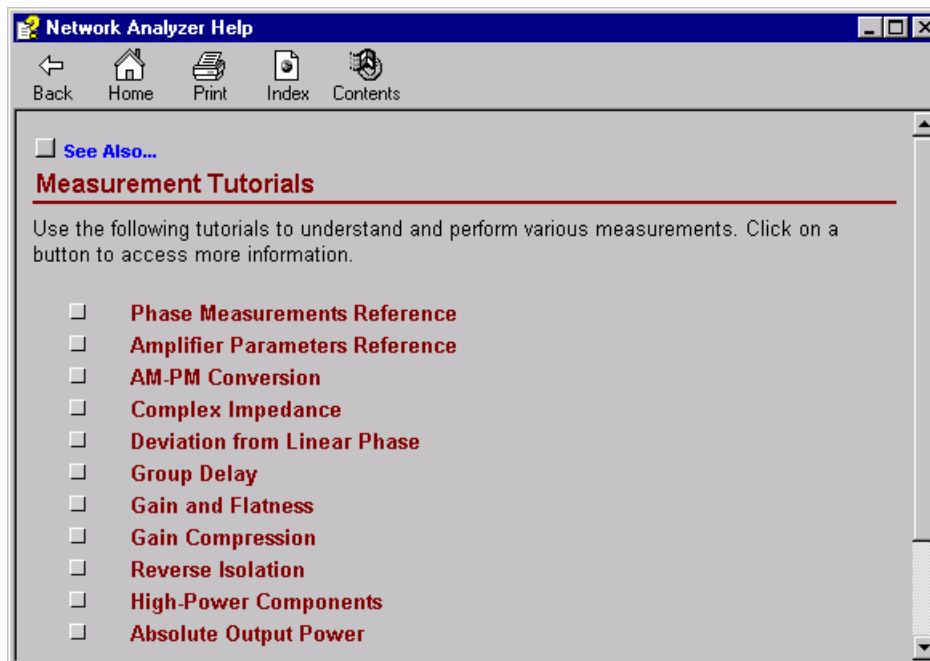 Network Analyzer Help
Back Home Print Index Contents
See Also...
Measurement Tutorials
Use the following tutorials to understand and perform various measurements. Click on a
button to access more information.
Phase Measurements Reference
Amplifier Parameters Reference
AM-PM Conversion
Complex Impedance
Deviation from Linear Phase
Group Delay
Gain and Flatness
Gain Compression
Reverse Isolation
High-Power Components
Absolute Output Power